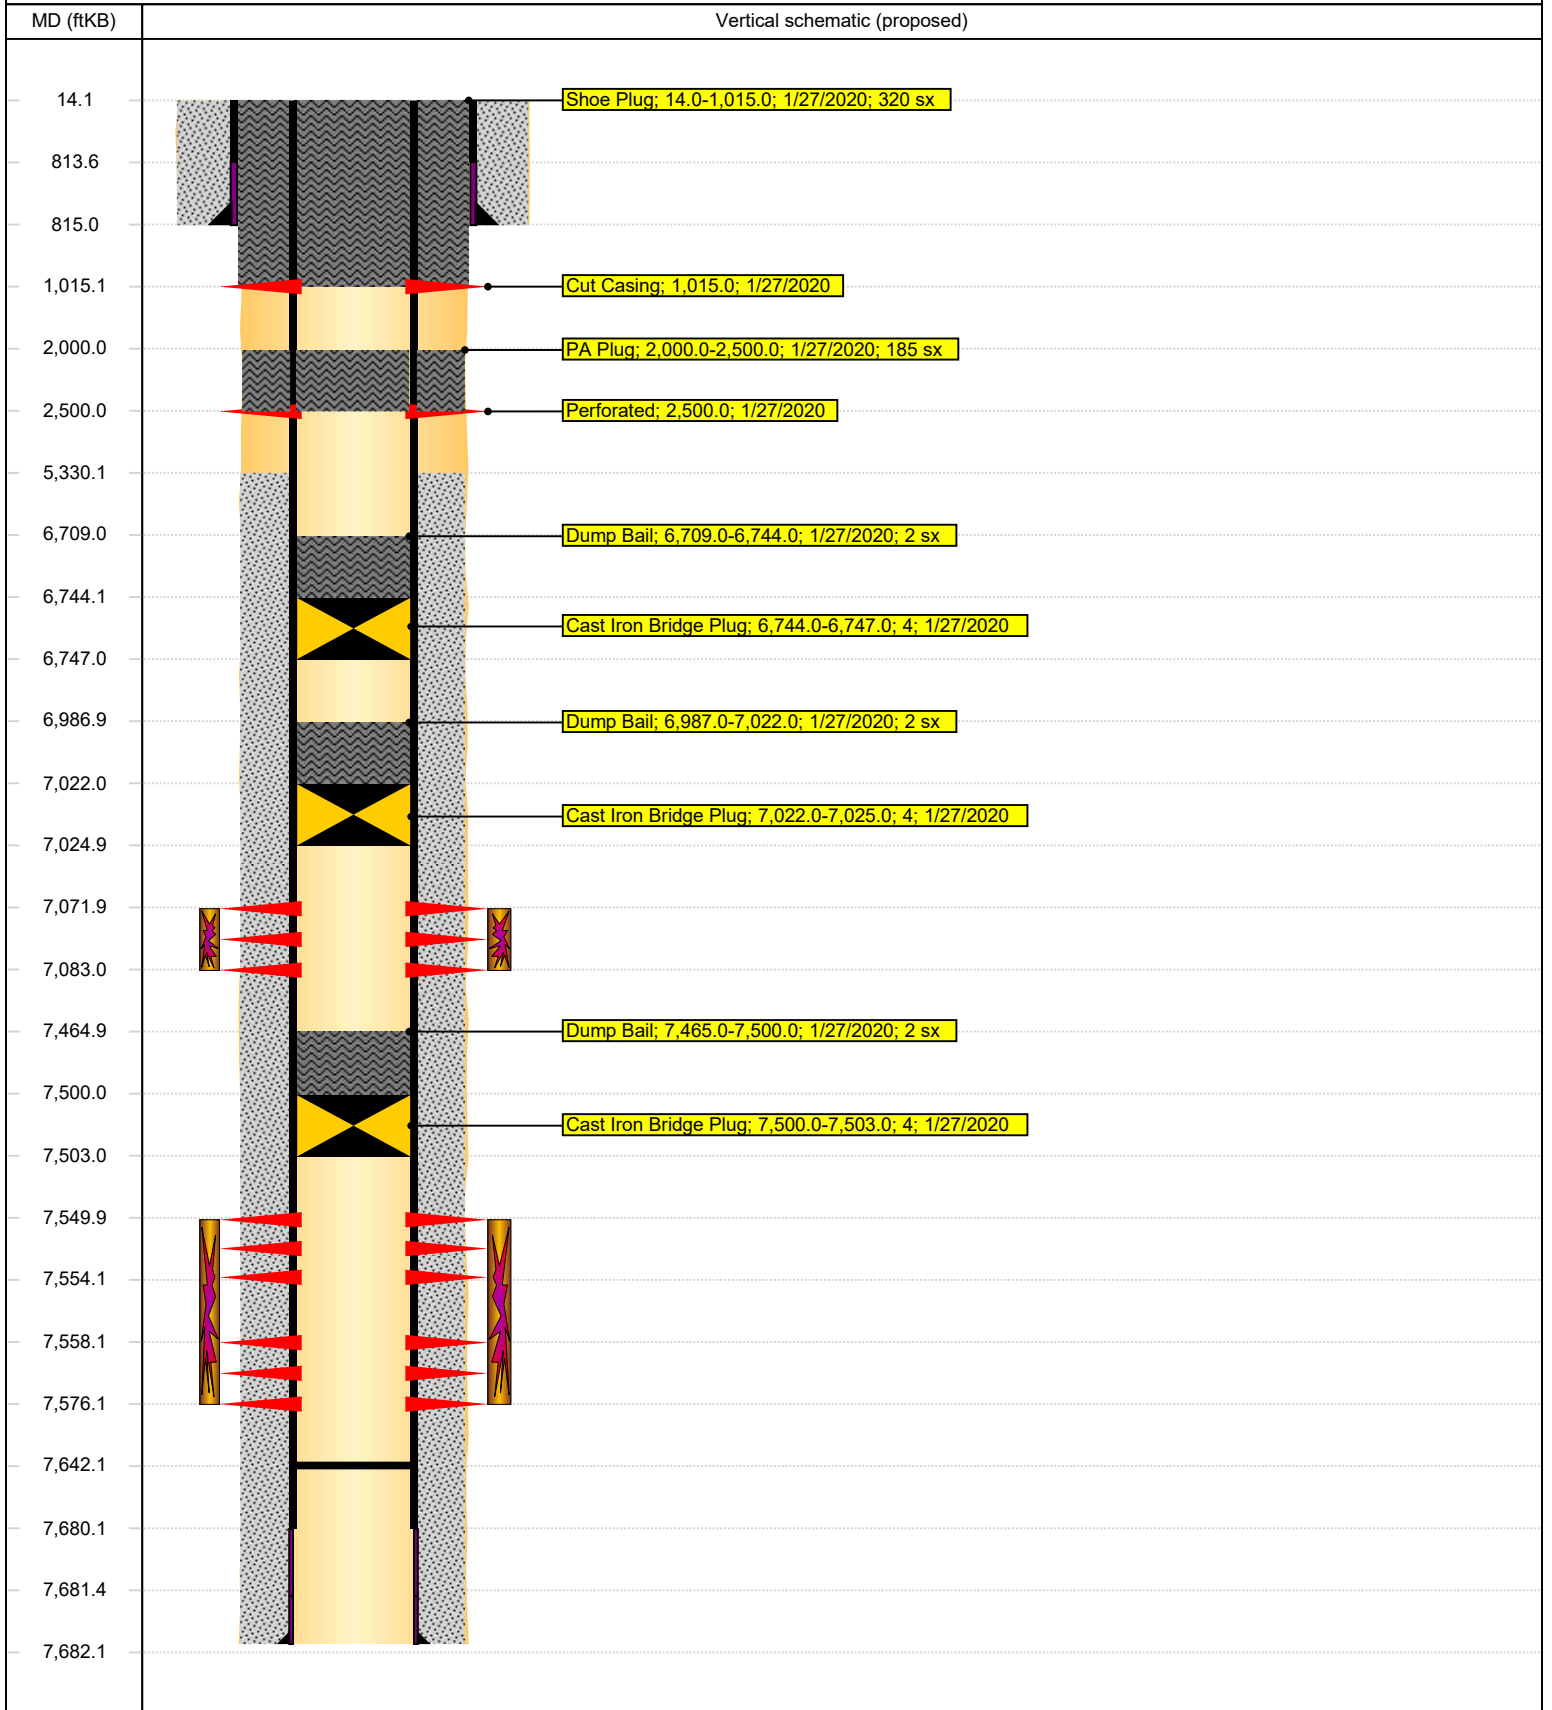 MD (ftKB)
Vertical schematic (proposed)
14.1
Shoe Plug; 14.0-1,015.0; 1/27/2020; 320 sx
813.6
815.0
1,015.1
Cut Casing; 1,015.0; 1/27/2020
2,000.0
PA Plug; 2,000.0-2,500.0; 1/27/2020; 185 sx
2,500.0
Perforated; 2,500.0; 1/27/2020
5,330.1
6,709.0
Dump Bail; 6,709.0-6,744.0; 1/27/2020; 2 sx
6,744.1
Cast Iron Bridge Plug; 6,744.0-6,747.0; 4; 1/27/2020
6,747.0
6,986.9
Dump Bail; 6,987.0-7,022.0; 1/27/2020; 2 sx
7,022.0
Cast Iron Bridge Plug; 7,022.0-7,025.0; 4; 1/27/2020
7,024.9
7,071.9
7,083.0
7,464.9
Dump Bail; 7,465.0-7,500.0; 1/27/2020; 2 sx
7,500.0
Cast Iron Bridge Plug; 7,500.0-7,503.0; 4; 1/27/2020
7,503.0
7,549.9
7,554.1
7,558.1
7,576.1
7,642.1
7,680.1
7,681.4
7,682.1